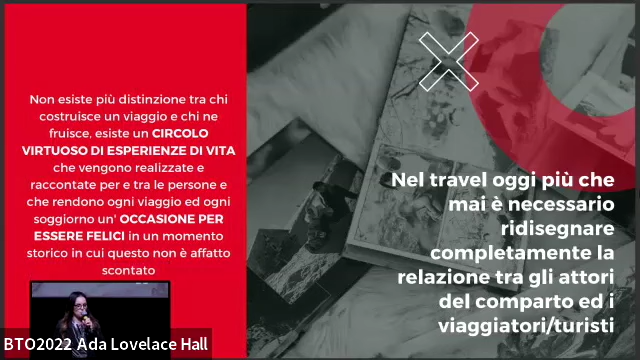 Non esiste più distinzione tra chi
costruisce un viaggio e chi ne
fruisce, esiste un CIRCOLO
VIRTUOSO DI ESPERIENZE DI VITA
che vengono realizzate e
raccontate per e tra le persone e
che rendono ogni viaggio ed ogni
soggiorno un' OCCASIONE PER
ESSERE FELICI in un momento
storico in cui questo non è affatto
scontato
Nel travel oggi più che
mai è necessario
ridisegnare
completamente la
relazione tra gli attori
del comparto ed i
viaggiatori/turisti
BTO2022 Ada Lovelace Hall